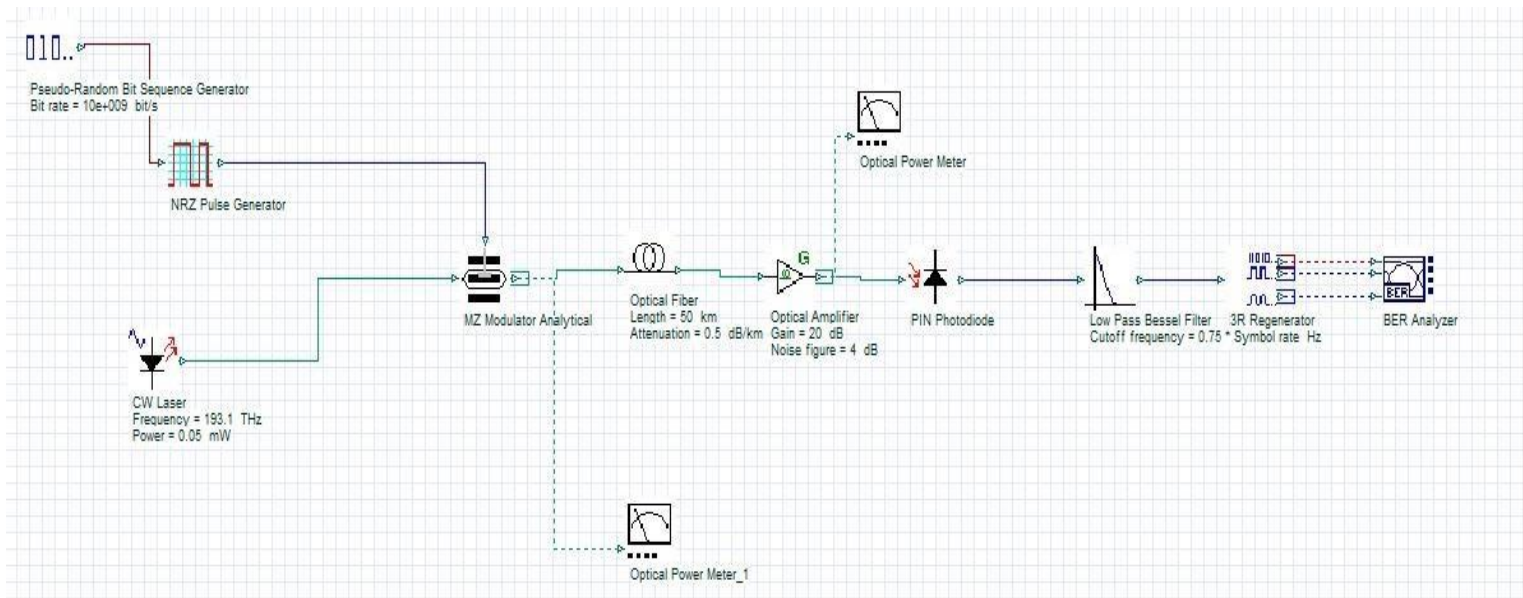 010..
Pseudo-Random Bit Sequence Generator
Bit rate = 10e+009 bit/s
NRZ Pulse Generator
Optical Power Meter
G
MZ Modulator Analytical
Optical Fiber
Length = 50 km
Attenuation = 0.5 dB/km
Optical Amplifier
Gain = 20 dB
Noise figure = 4 dB
PIN Photodiode
Low Pass Bessel Filter
Cutoff frequency = 0.75 * Symbol rate Hz
3R Regenerator
BER
BER Analyzer
CW Laser
Frequency = 193.1 THz
Power = 0.05 mW
Optical Power Meter_1